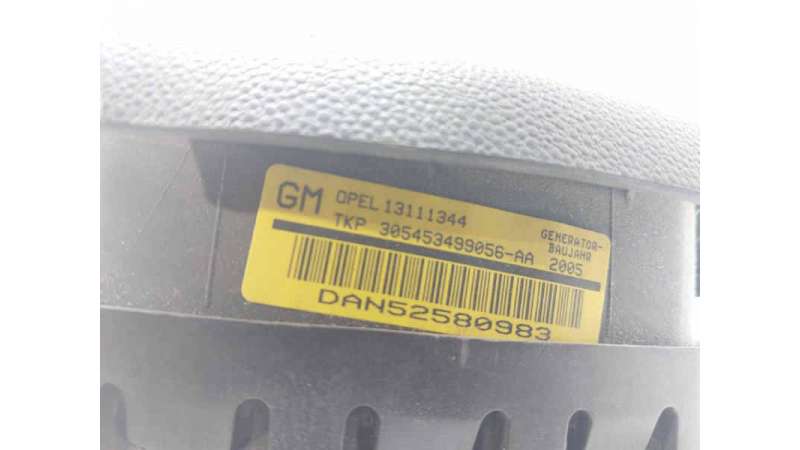 GM OPEL 13111344
TKP 305453499056-AA
GENERATOR-
BAUJAHR
2005
DAN52580983